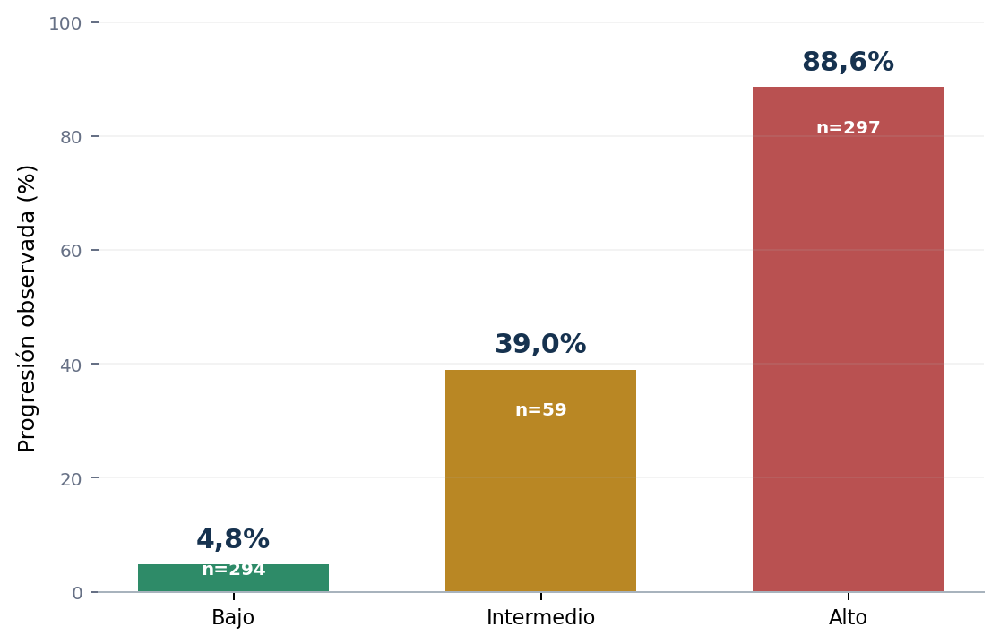 Progresión observada (%)
100
80
60
40
20
0
4,8%
n=294
39,0%
n=59
88,6%
n=297
Bajo
Intermedio
Alto